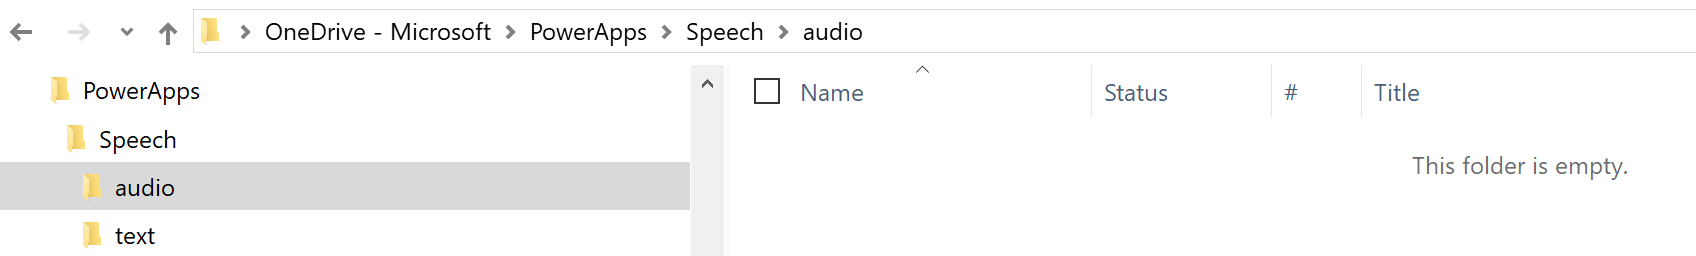 OneDrive - Microsoft PowerApps Speech audio
PowerApps
Speech
audio
text
Name Status # Title
This folder is empty.